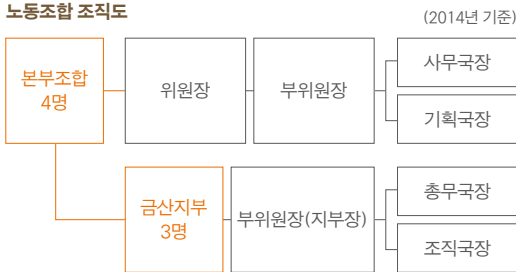 노동조합 조직도
(2014년 기준)
본부조합
4명
위원장
부위원장
사무국장
기획국장
금산지부
3명
부위원장(지부장)
총무국장
조직국장